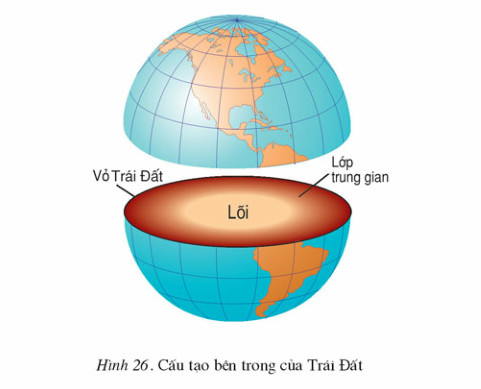 Lớp
trung gian
Vỏ Trái Đất
Lõi
Hình 26. Cấu tạo bên trong của Trái Đất